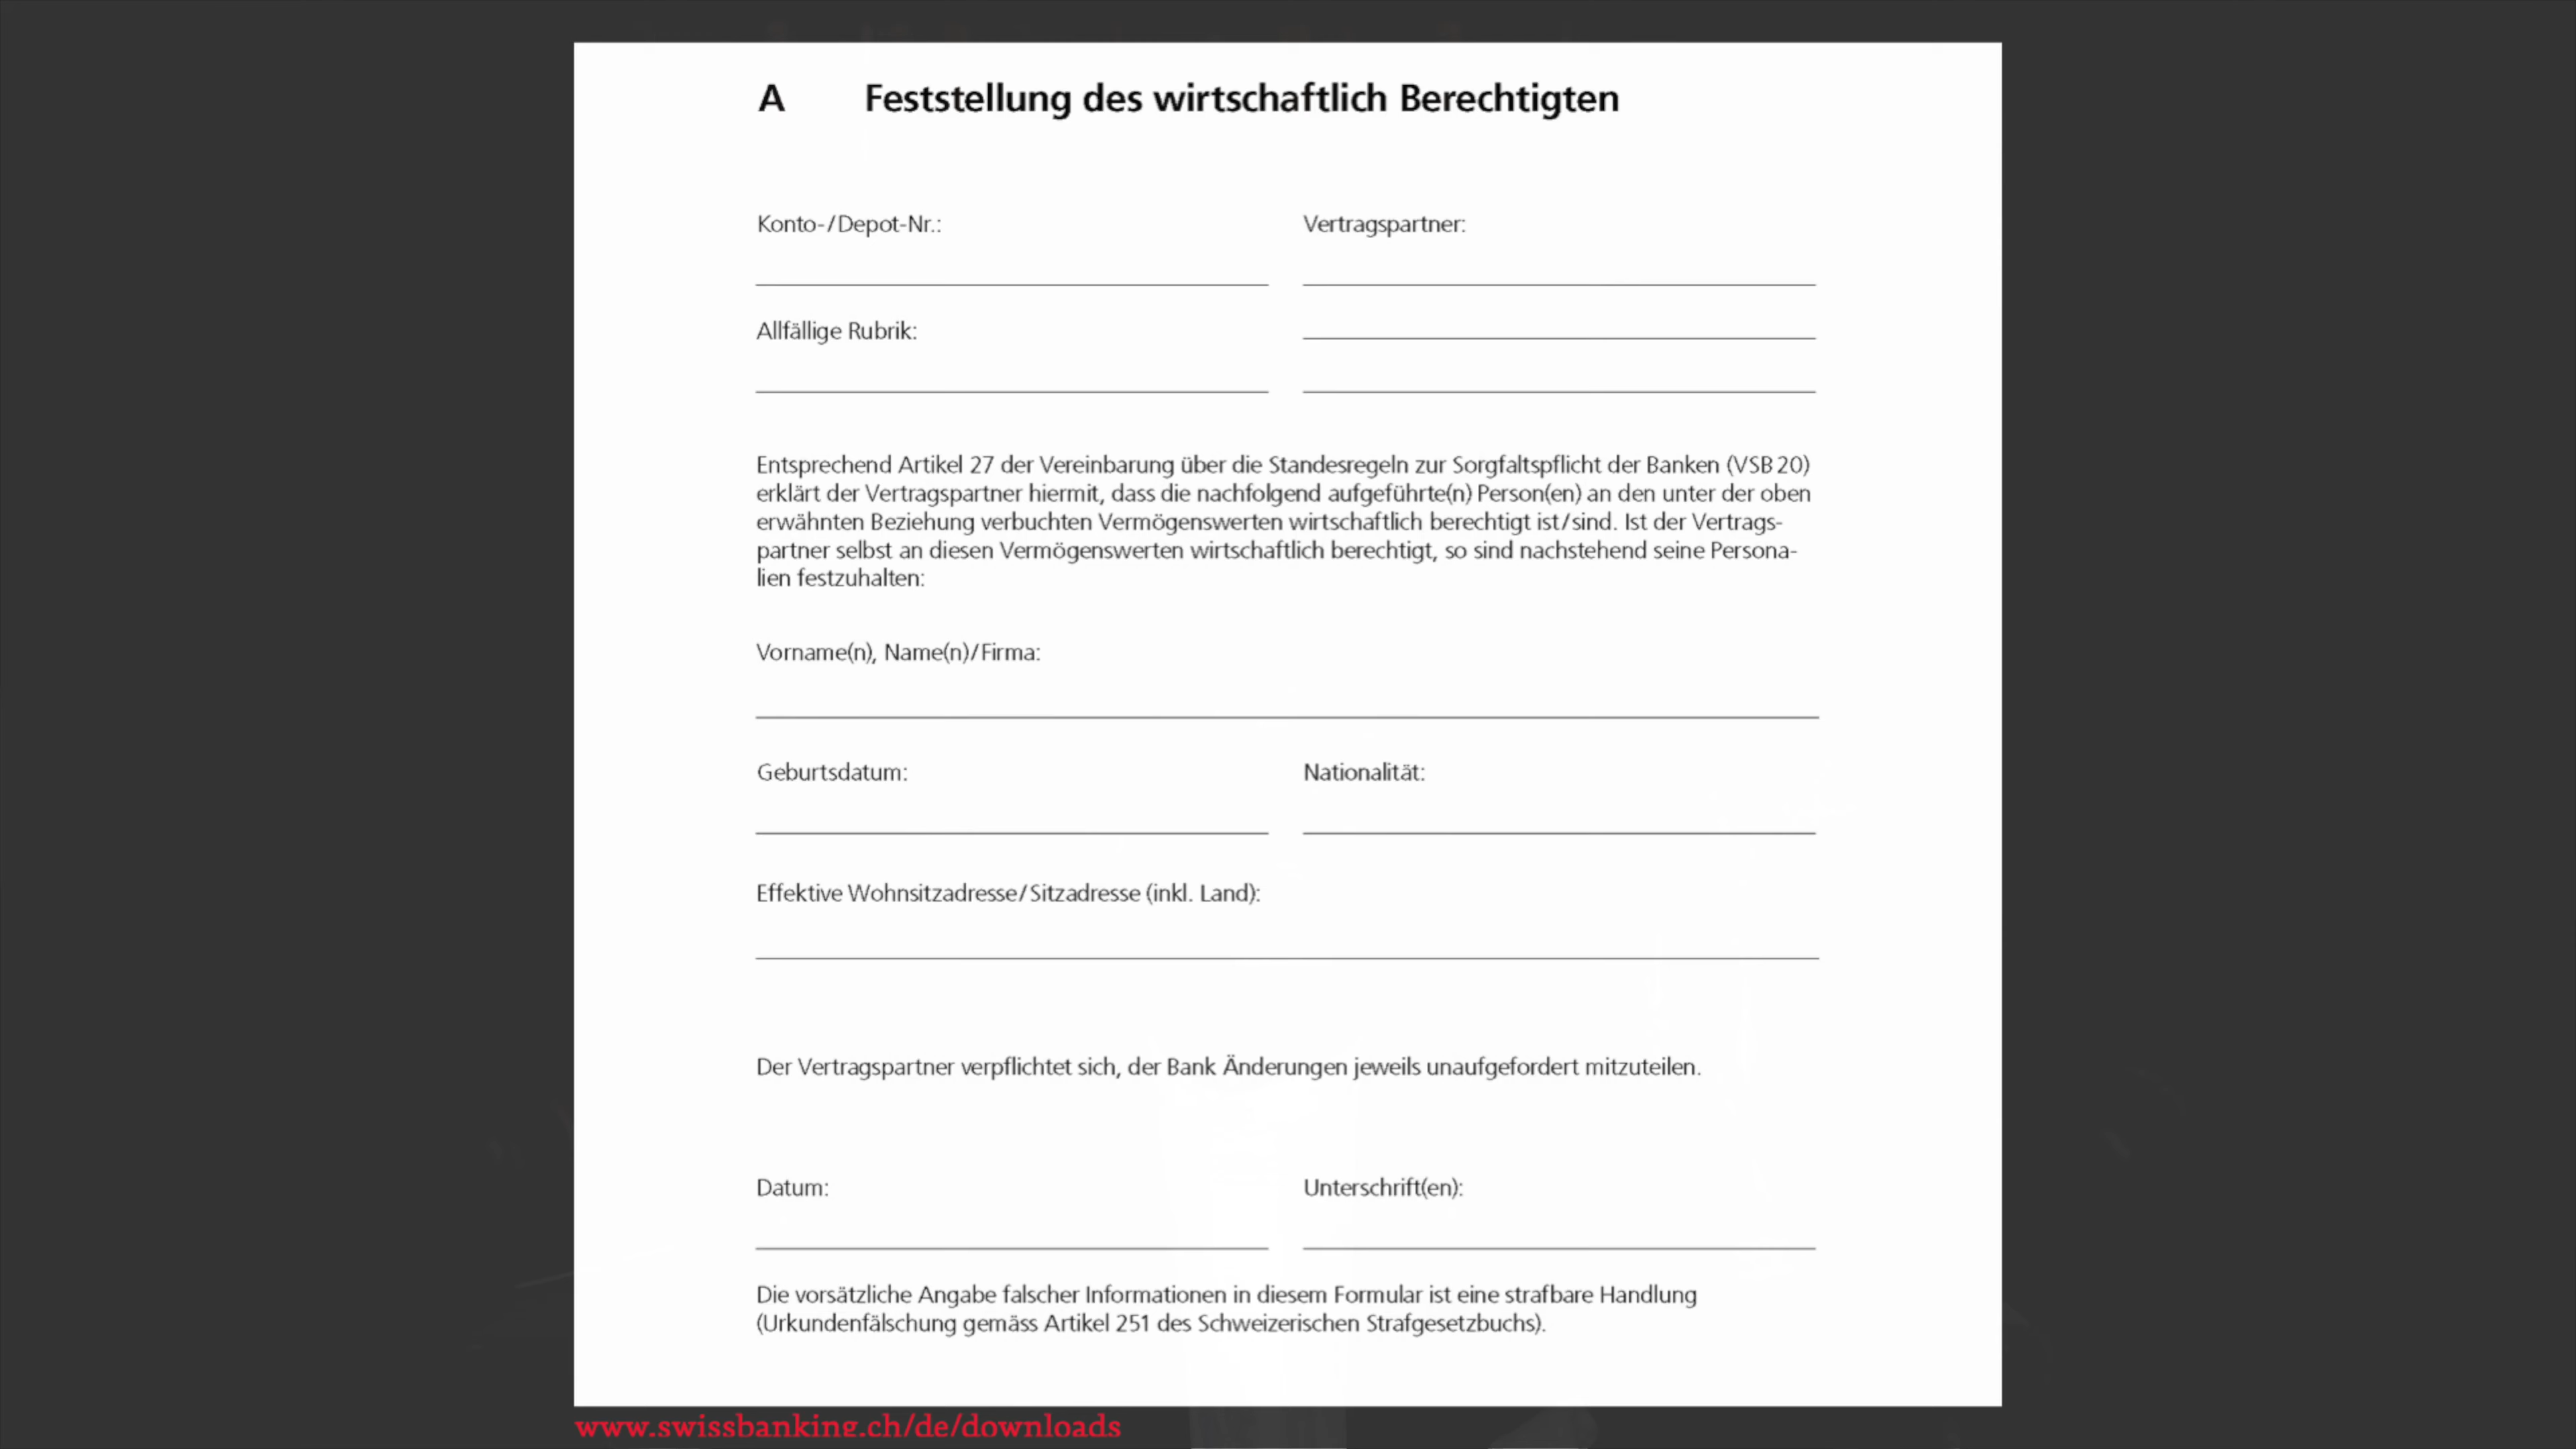 A Feststellung des wirtschaftlich Berechtigten
Konto-/Depot-Nr.: Vertragspartner:
Allfällige Rubrik:
Entsprechend Artikel 27 der Vereinbarung über die Standesregeln zur Sorgfaltspflicht der Banken (VSB 20)
erklärt der Vertragspartner hiermit, dass die nachfolgend aufgeführte(n) Person(en) an den unter der oben
erwähnten Beziehung verbuchten Vermögenswerten wirtschaftlich berechtigt ist/sind. Ist der Vertrags-
partner selbst an diesen Vermögenswerten wirtschaftlich berechtigt, so sind nachstehend seine Persona-
lien festzuhalten:
Vorname(n), Name(n)/Firma:
Geburtsdatum: Nationalität:
Effektive Wohnsitzadresse/Sitzadresse (inkl. Land):
Der Vertragspartner verpflichtet sich, der Bank Änderungen jeweils unaufgefordert mitzuteilen.
Datum: Unterschrift(en):
Die vorsätzliche Angabe falscher Informationen in diesem Formular ist eine strafbare Handlung
(Urkundenfälschung gemäss Artikel 251 des Schweizerischen Strafgesetzbuchs).
www.swissbanking.ch/de/downloads